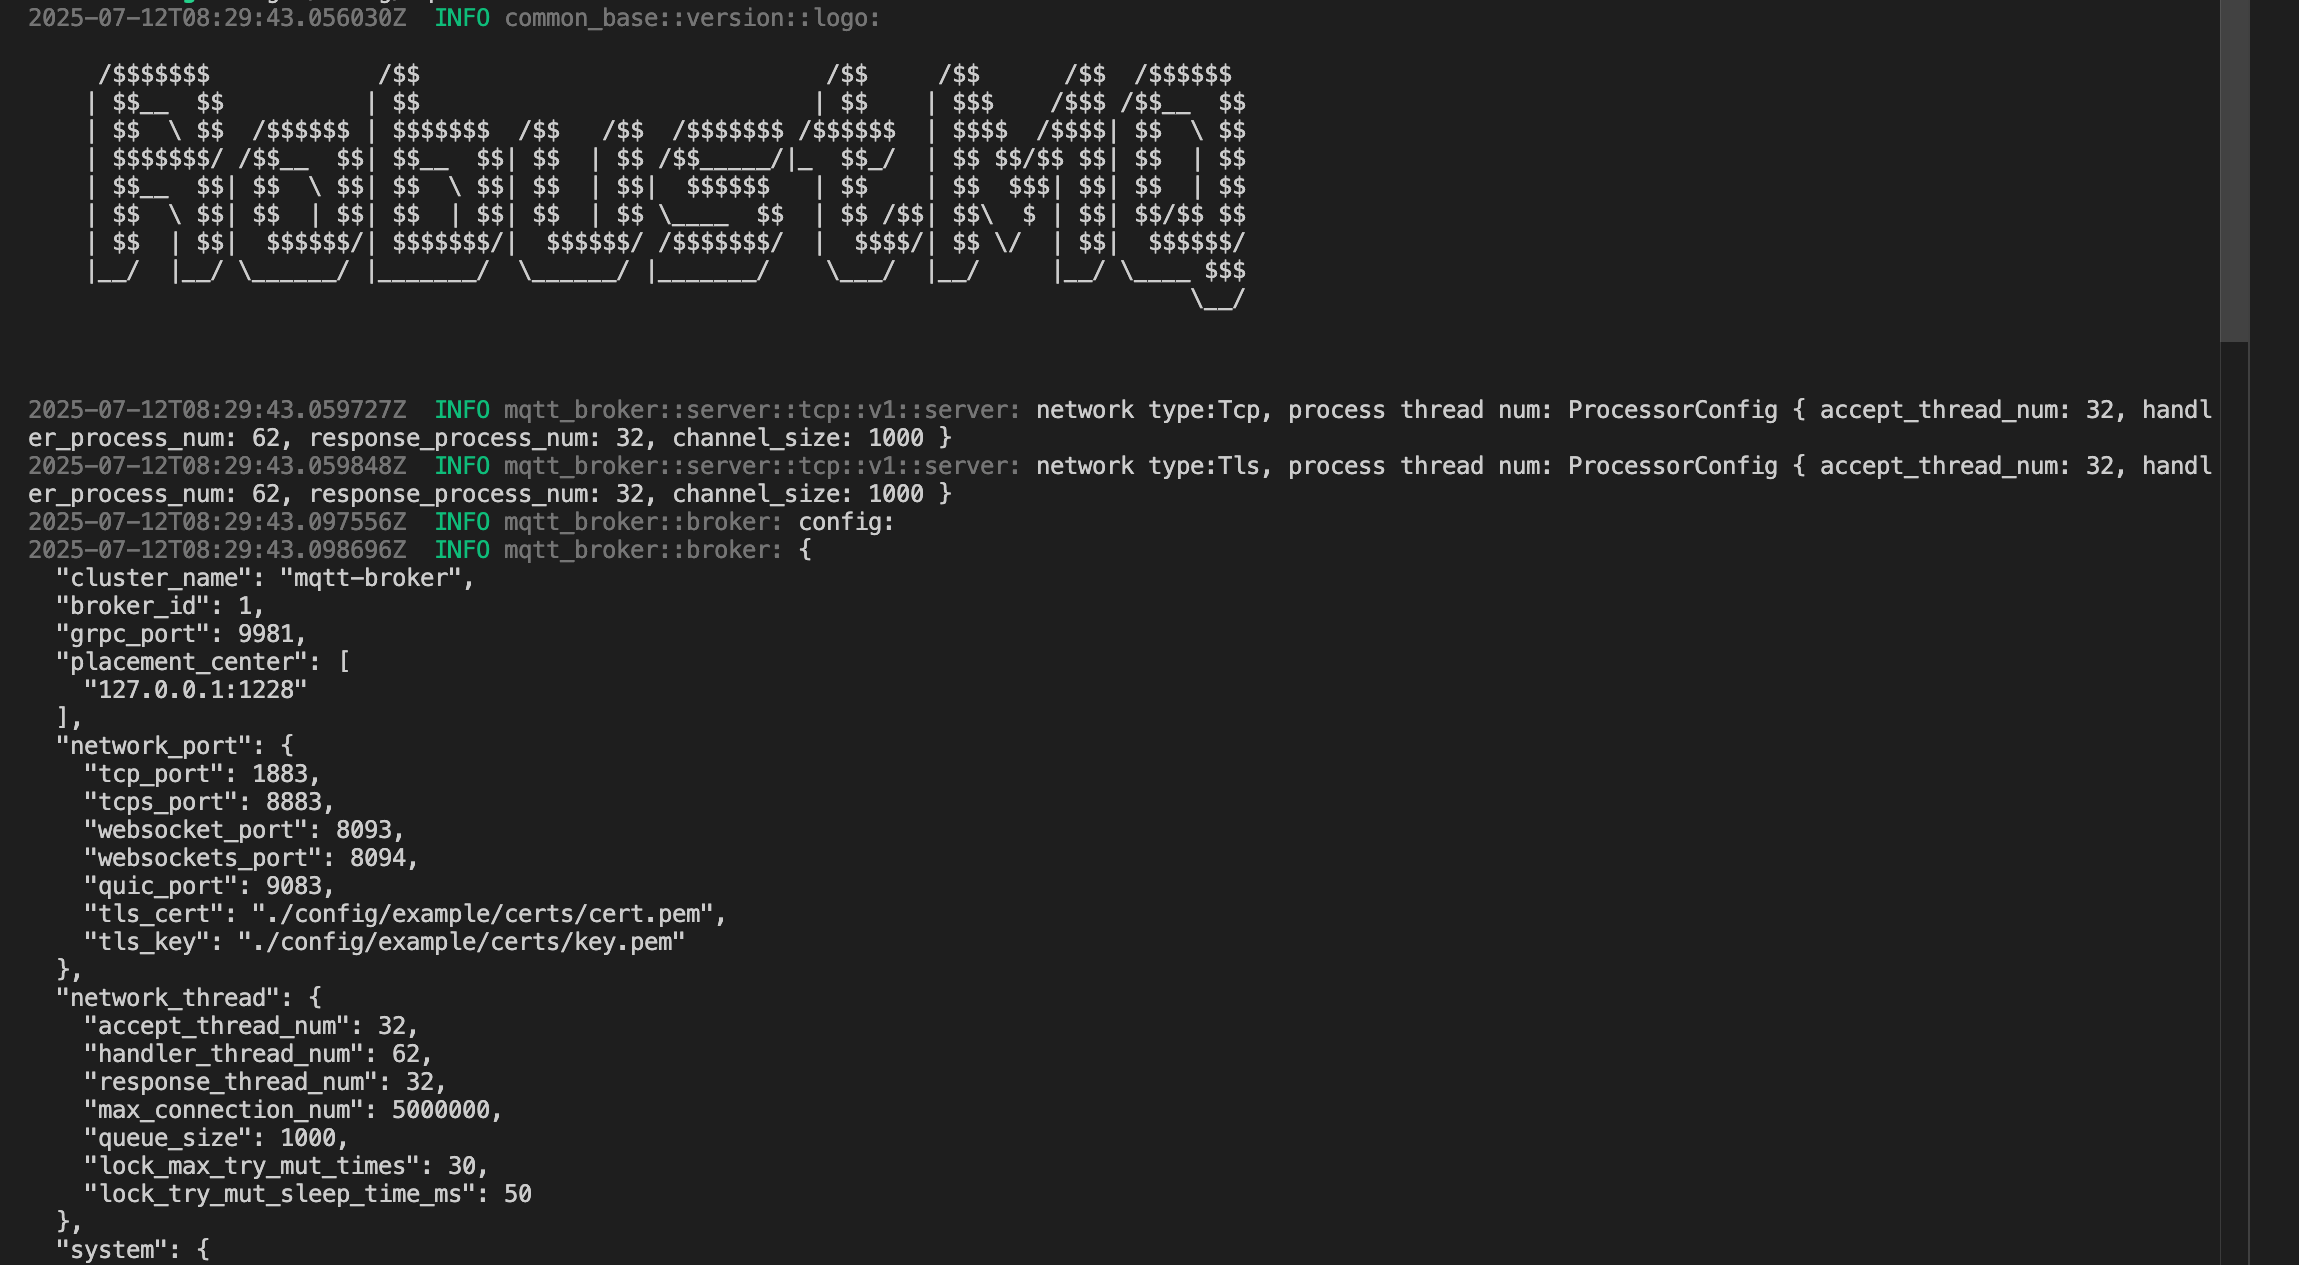 2025-07-12T08:29:43.056030Z  INFO common_base::version::logo:
     /$$$$$$$            /$$                             /$$     /$$      /$$  /$$$$$$
    | $$__  $$          | $$                            | $$    | $$$    /$$$ /$$__  $$
    | $$  \ $$  /$$$$$$ | $$$$$$$  /$$   /$$  /$$$$$$$ /$$$$$$  | $$$$  /$$$$| $$  \ $$
    | $$$$$$$/ /$$__  $$| $$__  $$| $$  | $$ /$$_____/|_  $$_/  | $$ $$/$$ $$| $$  | $$
    | $$__  $$| $$  \ $$| $$  \ $$| $$  | $$|  $$$$$$   | $$    | $$  $$$| $$| $$  | $$
    | $$  \ $$| $$  | $$| $$  | $$| $$  | $$ \____  $$  | $$ /$$| $$\  $ | $$| $$/$$ $$
    | $$  | $$|  $$$$$$/| $$$$$$$/|  $$$$$$/ /$$$$$$$/  |  $$$$/| $$ \/  | $$|  $$$$$$/
    |__/  |__/ \______/ |_______/  \______/ |_______/    \___/  |__/     |__/ \____ $$$
                                                                                   \__/
2025-07-12T08:29:43.059727Z  INFO mqtt_broker::server::tcp::v1::server: network type:Tcp, process thread num: ProcessorConfig { accept_thread_num: 32, handl
er_process_num: 62, response_process_num: 32, channel_size: 1000 }
2025-07-12T08:29:43.059848Z  INFO mqtt_broker::server::tcp::v1::server: network type:Tls, process thread num: ProcessorConfig { accept_thread_num: 32, handl
er_process_num: 62, response_process_num: 32, channel_size: 1000 }
2025-07-12T08:29:43.097556Z  INFO mqtt_broker::broker: config:
2025-07-12T08:29:43.098696Z  INFO mqtt_broker::broker: {
  "cluster_name": "mqtt-broker",
  "broker_id": 1,
  "grpc_port": 9981,
  "placement_center": [
    "127.0.0.1:1228"
  ],
  "network_port": {
    "tcp_port": 1883,
    "tcps_port": 8883,
    "websocket_port": 8093,
    "websockets_port": 8094,
    "quic_port": 9083,
    "tls_cert": "./config/example/certs/cert.pem",
    "tls_key": "./config/example/certs/key.pem"
  },
  "network_thread": {
    "accept_thread_num": 32,
    "handler_thread_num": 62,
    "response_thread_num": 32,
    "max_connection_num": 5000000,
    "queue_size": 1000,
    "lock_max_try_mut_times": 30,
    "lock_try_mut_sleep_time_ms": 50
  },
  "system": {